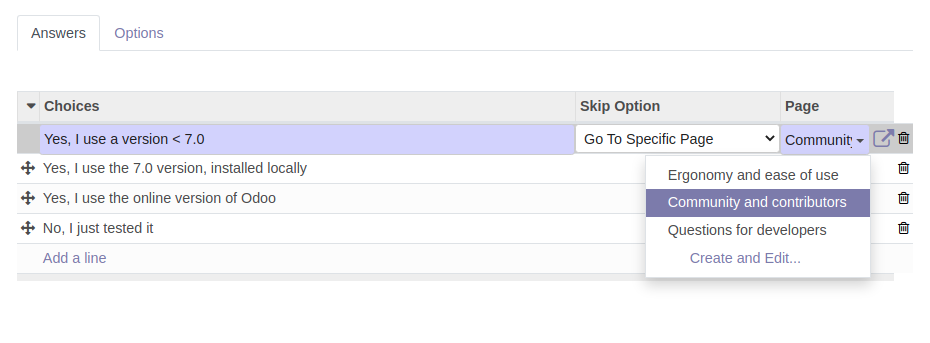 Answers Options
Choices Skip Option Page
Yes, I use a version < 7.0 Go To Specific Page Community
Yes, I use the 7.0 version, installed locally Ergonomy and ease of use
Yes, I use the online version of Odoo Community and contributors
No, I just tested it Questions for developers
Add a line Create and Edit...